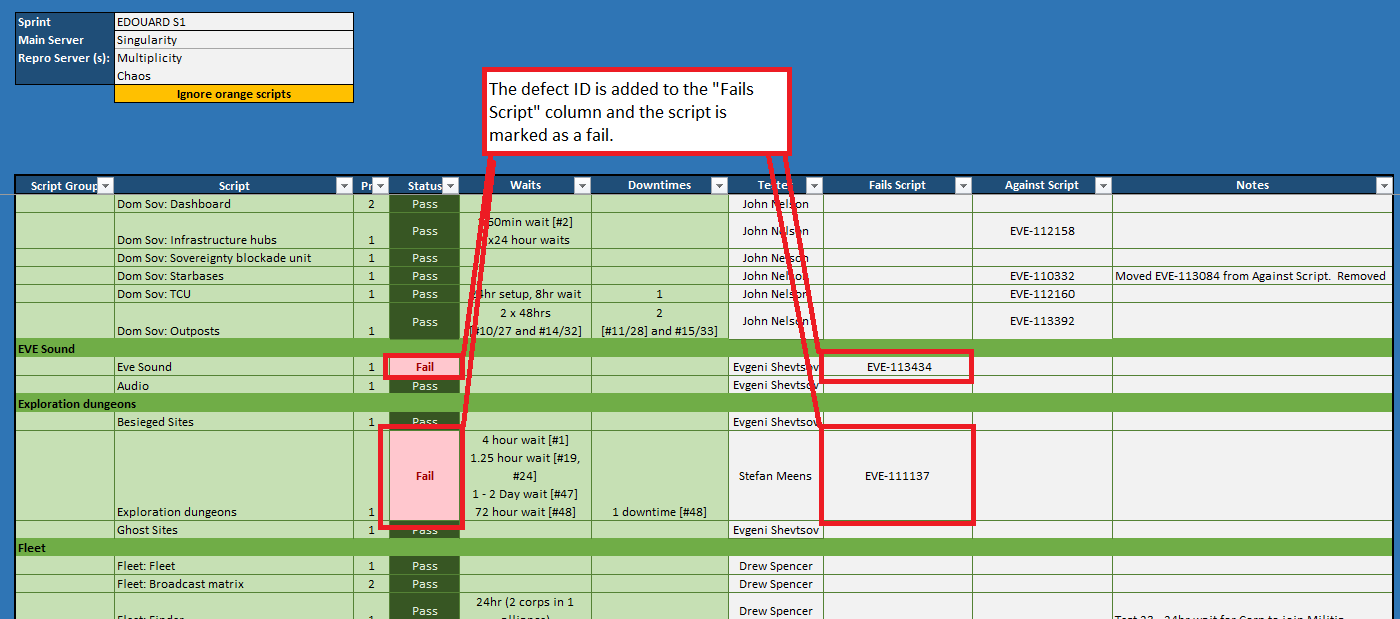 Sprint EDOUARD S1
Main Server Singularity
Repro Server (s): Multiplicity
Chaos
Ignore orange scripts
The defect ID is added to the "Fails
Script" column and the script is
marked as a fail.
Script Group Script Pr Status Waits Downtimes Teste Fails Script Against Script Notes
Dom Sov: Dashboard 2 Pass John Nelson
60min wait [#2]
Dom Sov: Infrastructure hubs 1 Pass x24 hour waits John Nelson EVE-112158
Dom Sov: Sovereignty blockade unit 1 Pass John Nelson
Dom Sov: Starbases 1 Pass John Nelson EVE-110332 Moved EVE-113084 from Against Script. Removed
Dom Sov: TCU 1 Pass hr setup, 8hr wait 1 John Nelson EVE-112160
2 x 48hrs 2
Dom Sov: Outposts 1 Pass [#10/27 and #14/32] [#11/28] and #15/33] John Nelson EVE-113392
EVE Sound
Eve Sound 1 Fail Evgeni Shevtsov EVE-113434
Audio 1 Pass Evgeni Shevtsov
Exploration dungeons
Besieged Sites 1 Pass Evgeni Shevtsov
4 hour wait [#1]
1.25 hour wait [#19,
#24]
1 - 2 Day wait [#47]
Exploration dungeons 1 Fail 72 hour wait [#48] 1 downtime [#48] Stefan Meens EVE-111137
Ghost Sites 1 Pass Evgeni Shevtsov
Fleet
Fleet: Fleet 1 Pass Drew Spencer
Fleet: Broadcast matrix 2 Pass Drew Spencer
24hr (2 corps in 1
Fleet: Finder 1 Pass alliance) Drew Spencer